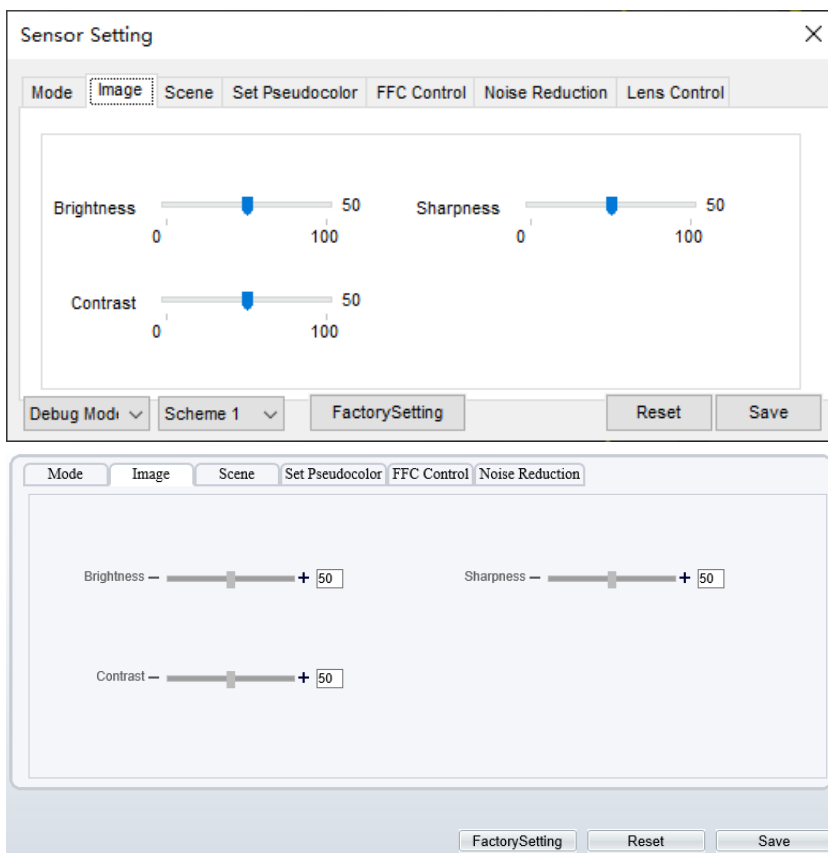 Sensor Setting
Mode Image Scene Set Pseudocolor FFC Control Noise Reduction Lens Control
Brightness 50 Sharpness 50
0 100 0 100
Contrast 50
0 100
Debug Mod Scheme 1 FactorySetting Reset Save
Mode Image Scene Set Pseudocolor FFC Control Noise Reduction
Brightness − + 50 Sharpness − + 50
Contrast − + 50
FactorySetting Reset Save